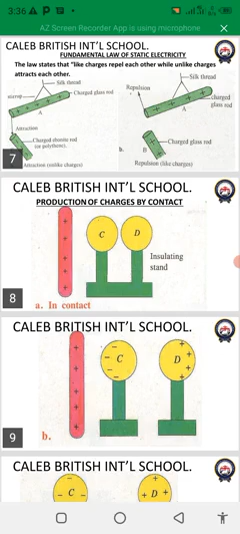 3:36
AZ Screen Recorder App is using microphone
CALEB BRITISH INT'L SCHOOL.
FUNDAMENTAL LAW OF STATIC ELECTRICITY
The law states that "like charges repel each other while unlike charges
attracts each other.
Silk thread
stirrup
Charged glass rod
A
Attraction
Charged ebonite rod
(or polythene).
Attraction (unlike charges)
7
Silk thread
Repulsion
charged
glass rod
A
Charged glass rod
B
b.
Repulsion (like charges)
CALEB BRITISH INT'L SCHOOL.
PRODUCTION OF CHARGES BY CONTACT
C
D
Insulating
stand
8
a. In contact
CALEB BRITISH INT'L SCHOOL.
C
D
9
b.
CALEB BRITISH INT'L SCHOOL.
C
D